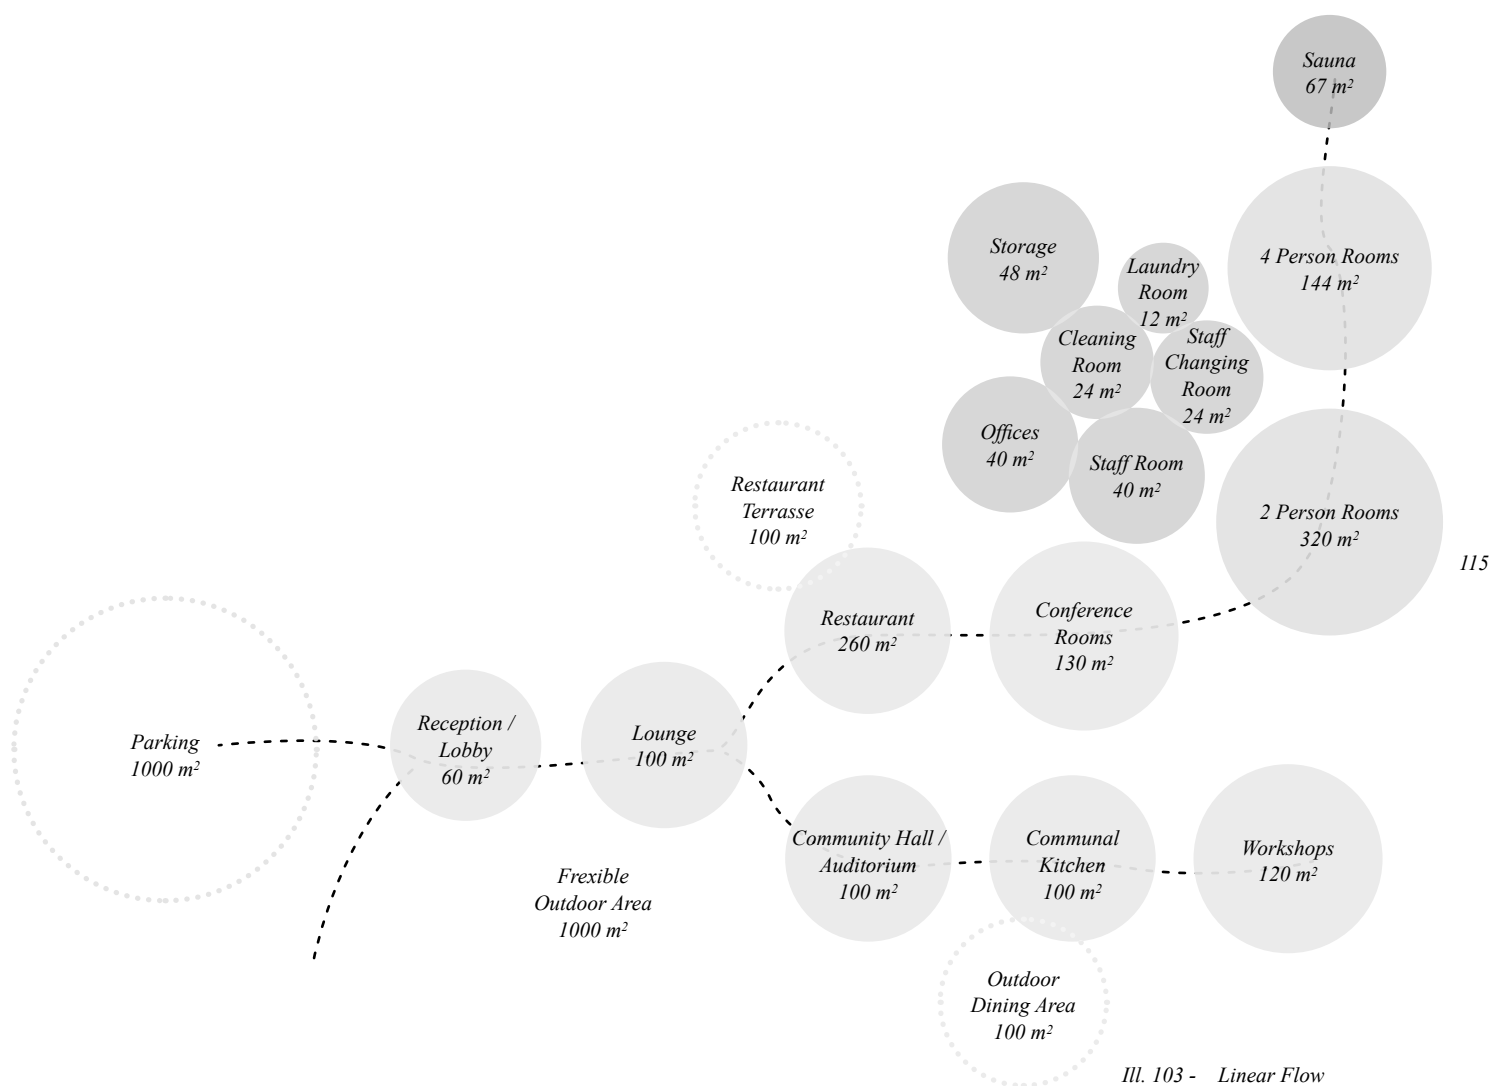 Sauna
67 m²
Storage
48 m²
Laundry
Room
12 m²
4 Person Rooms
144 m²
Cleaning
Room
24 m²
Staff
Changing
Room
24 m²
Offices
40 m²
Staff Room
40 m²
Restaurant
Terrasse
100 m²
2 Person Rooms
320 m²
115
Restaurant
260 m²
Conference
Rooms
130 m²
Parking
1000 m²
Reception /
Lobby
60 m²
Lounge
100 m²
Community Hall /
Auditorium
100 m²
Communal
Kitchen
100 m²
Workshops
120 m²
Frexible
Outdoor Area
1000 m²
Outdoor
Dining Area
100 m²
Ill. 103 - Linear Flow